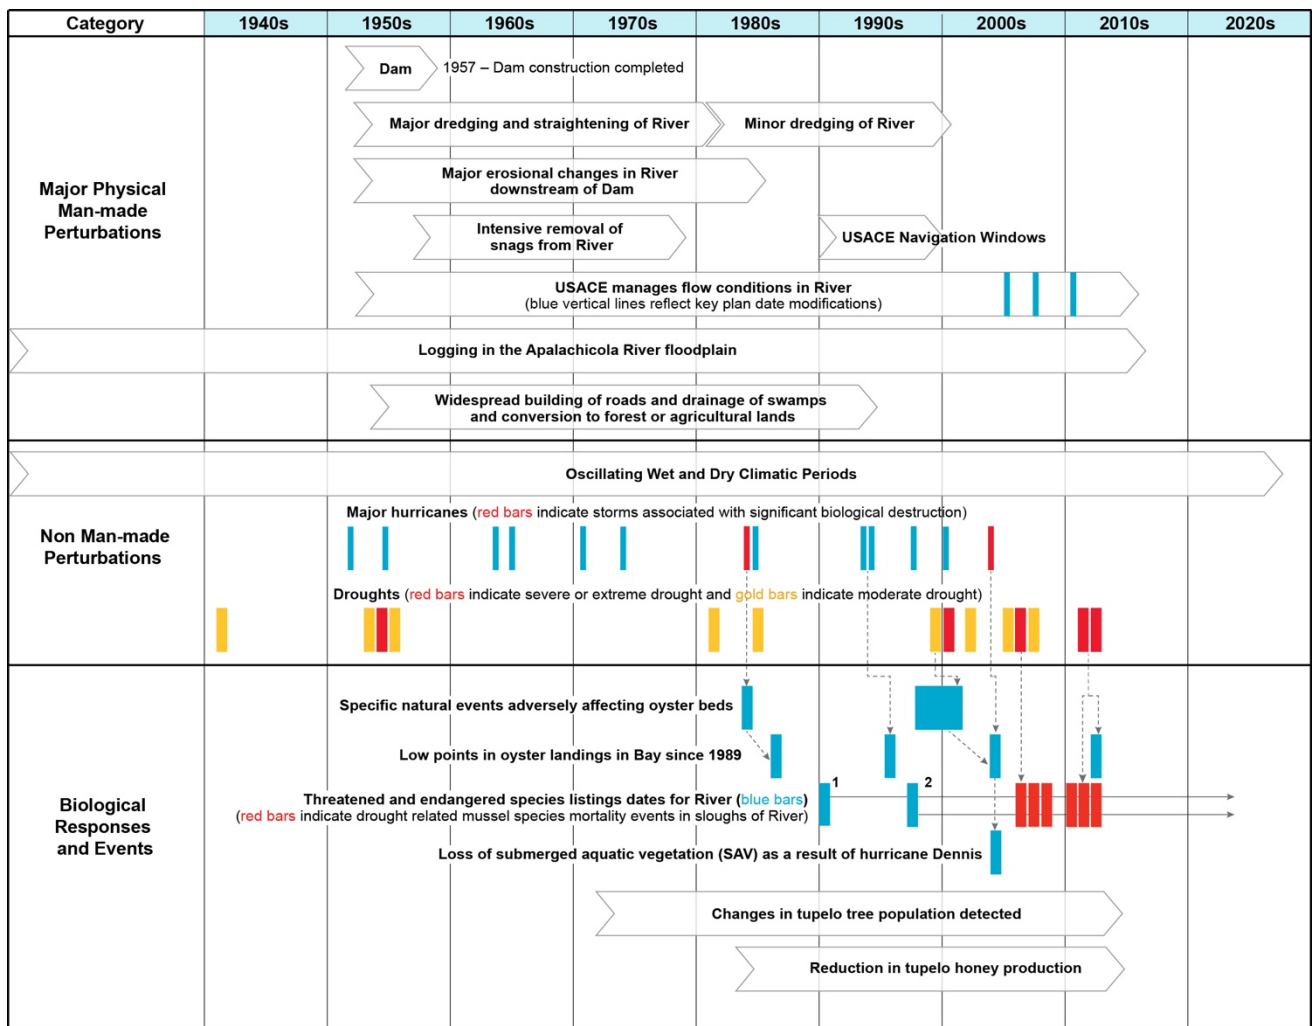 Category 1940s 1950s 1960s 1970s 1980s 1990s 2000s 2010s 2020s
Major Physical
Man-made
Perturbations
Dam
1957 – Dam construction completed
Major dredging and straightening of River
Minor dredging of River
Major erosional changes in River
downstream of Dam
Intensive removal of
snags from River
USACE Navigation Windows
USACE manages flow conditions in River
(blue vertical lines reflect key plan date modifications)
Logging in the Apalachicola River floodplain
Widespread building of roads and drainage of swamps
and conversion to forest or agricultural lands
Non Man-made
Perturbations
Oscillating Wet and Dry Climatic Periods
Major hurricanes (red bars indicate storms associated with significant biological destruction)
Droughts (red bars indicate severe or extreme drought and gold bars indicate moderate drought)
Biological
Responses
and Events
Specific natural events adversely affecting oyster beds
Low points in oyster landings in Bay since 1989
Threatened and endangered species listings dates for River (blue bars)
1
2
(red bars indicate drought related mussel species mortality events in sloughs of River)
Loss of submerged aquatic vegetation (SAV) as a result of hurricane Dennis
Changes in tupelo tree population detected
Reduction in tupelo honey production